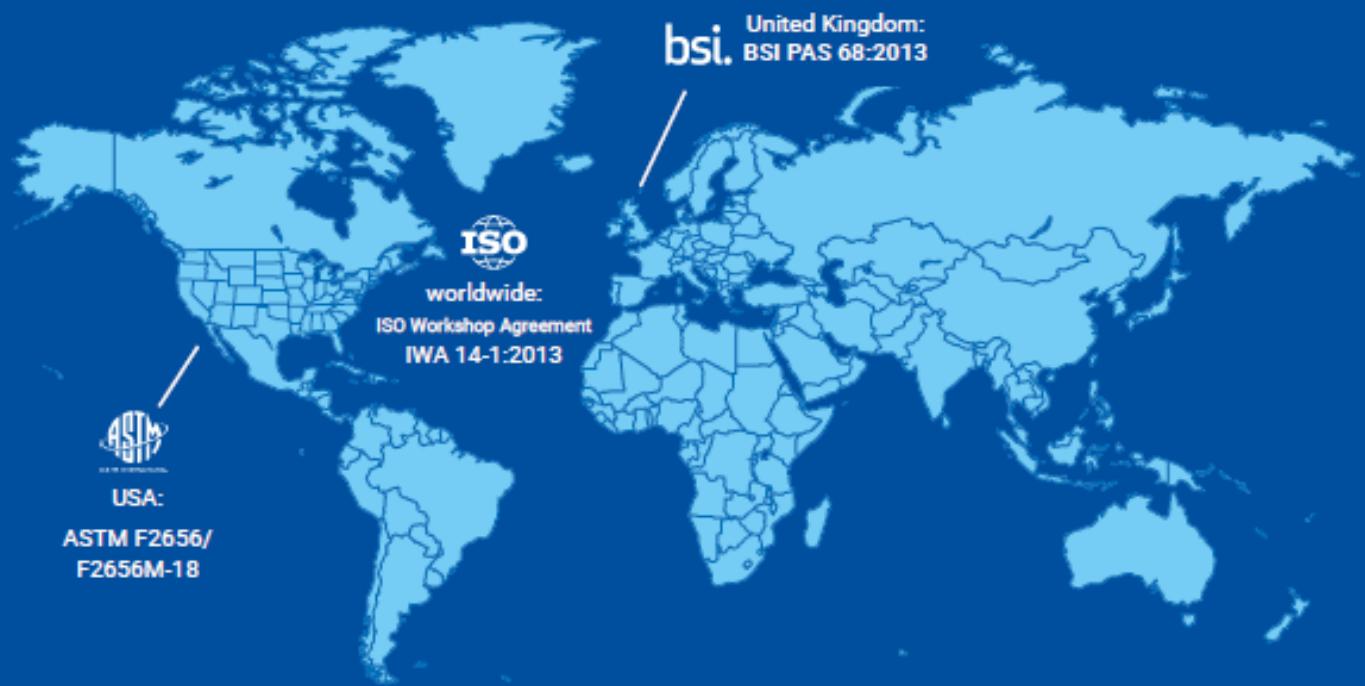 bsi.
United Kingdom:
BSI PAS 68:2013
ISO
worldwide:
ISO Workshop Agreement
IWA 14-1:2013
ASTM
USA:
ASTM F2656/
F2656M-18